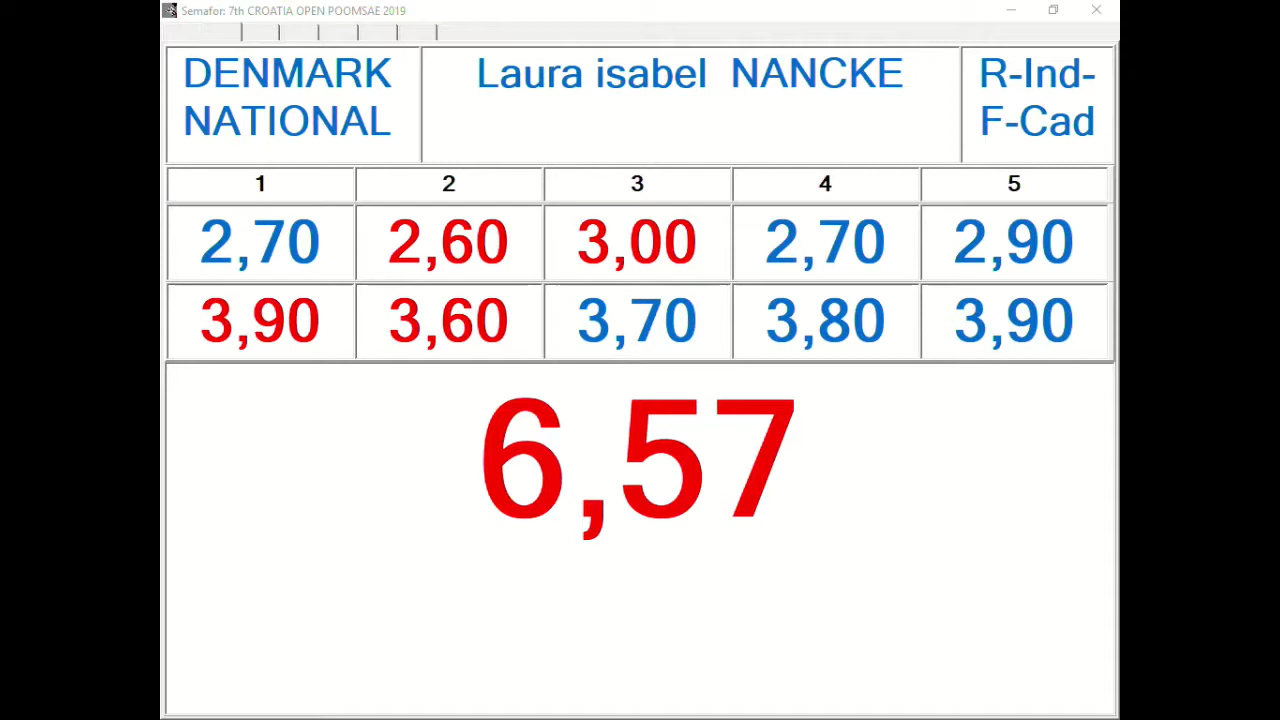 Semafor: 7th CROATIA OPEN POOMSAE 2019
DENMARK NATIONAL
Laura isabel NANCKE
R-Ind-F-Cad
1 2 3 4 5
2,70 2,60 3,00 2,70 2,90
3,90 3,60 3,70 3,80 3,90
6,57